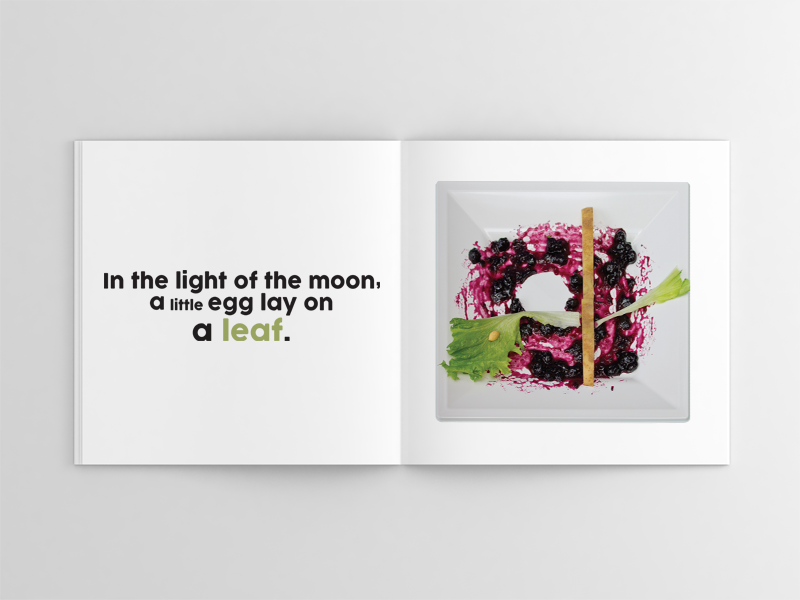 In the light of the moon,
a little egg lay on
a leaf.